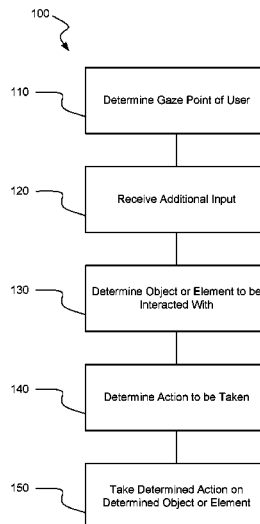 100
110
Determine Gaze Point of User
120
Receive Additional Input
130
Determine Object or Element to be
Interacted With
140
Determine Action to be Taken
150
Take Determined Action on
Determined Object or Element